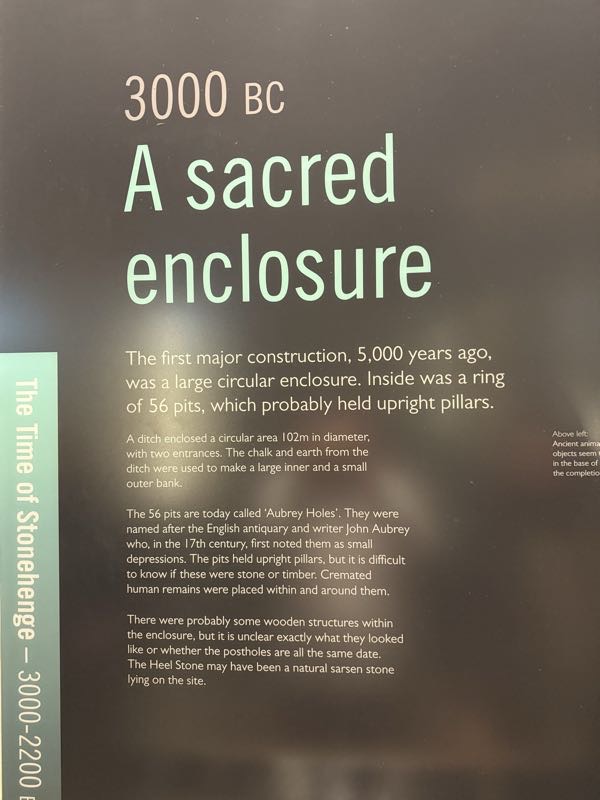 3000 BC
A sacred
enclosure
The first major construction, 5,000 years ago,
was a large circular enclosure. Inside was a ring
of 56 pits, which probably held upright pillars.
A ditch enclosed a circular area 102m in diameter,
with two entrances. The chalk and earth from the
ditch were used to make a large inner and a small
outer bank.
The 56 pits are today called 'Aubrey Holes'. They were
named after the English antiquary and writer John Aubrey
who, in the 17th century, first noted them as small
depressions. The pits held upright pillars, but it is difficult
to know if these were stone or timber. Cremated
human remains were placed within and around them.
There were probably some wooden structures within
the enclosure, but it is unclear exactly what they looked
like or whether the postholes are all the same date.
The Heel Stone may have been a natural sarsen stone
lying on the site.
The Time of Stonehenge – 3000-2200
Above left:
Ancient
objects seem
in the base of
the